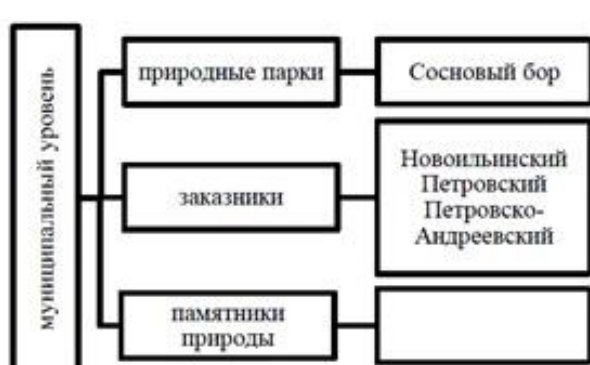 муниципальный уровень
природные парки
Сосновый бор
заказники
Новоильинский
Петровский
Петровско-
Андреевский
памятники
природы